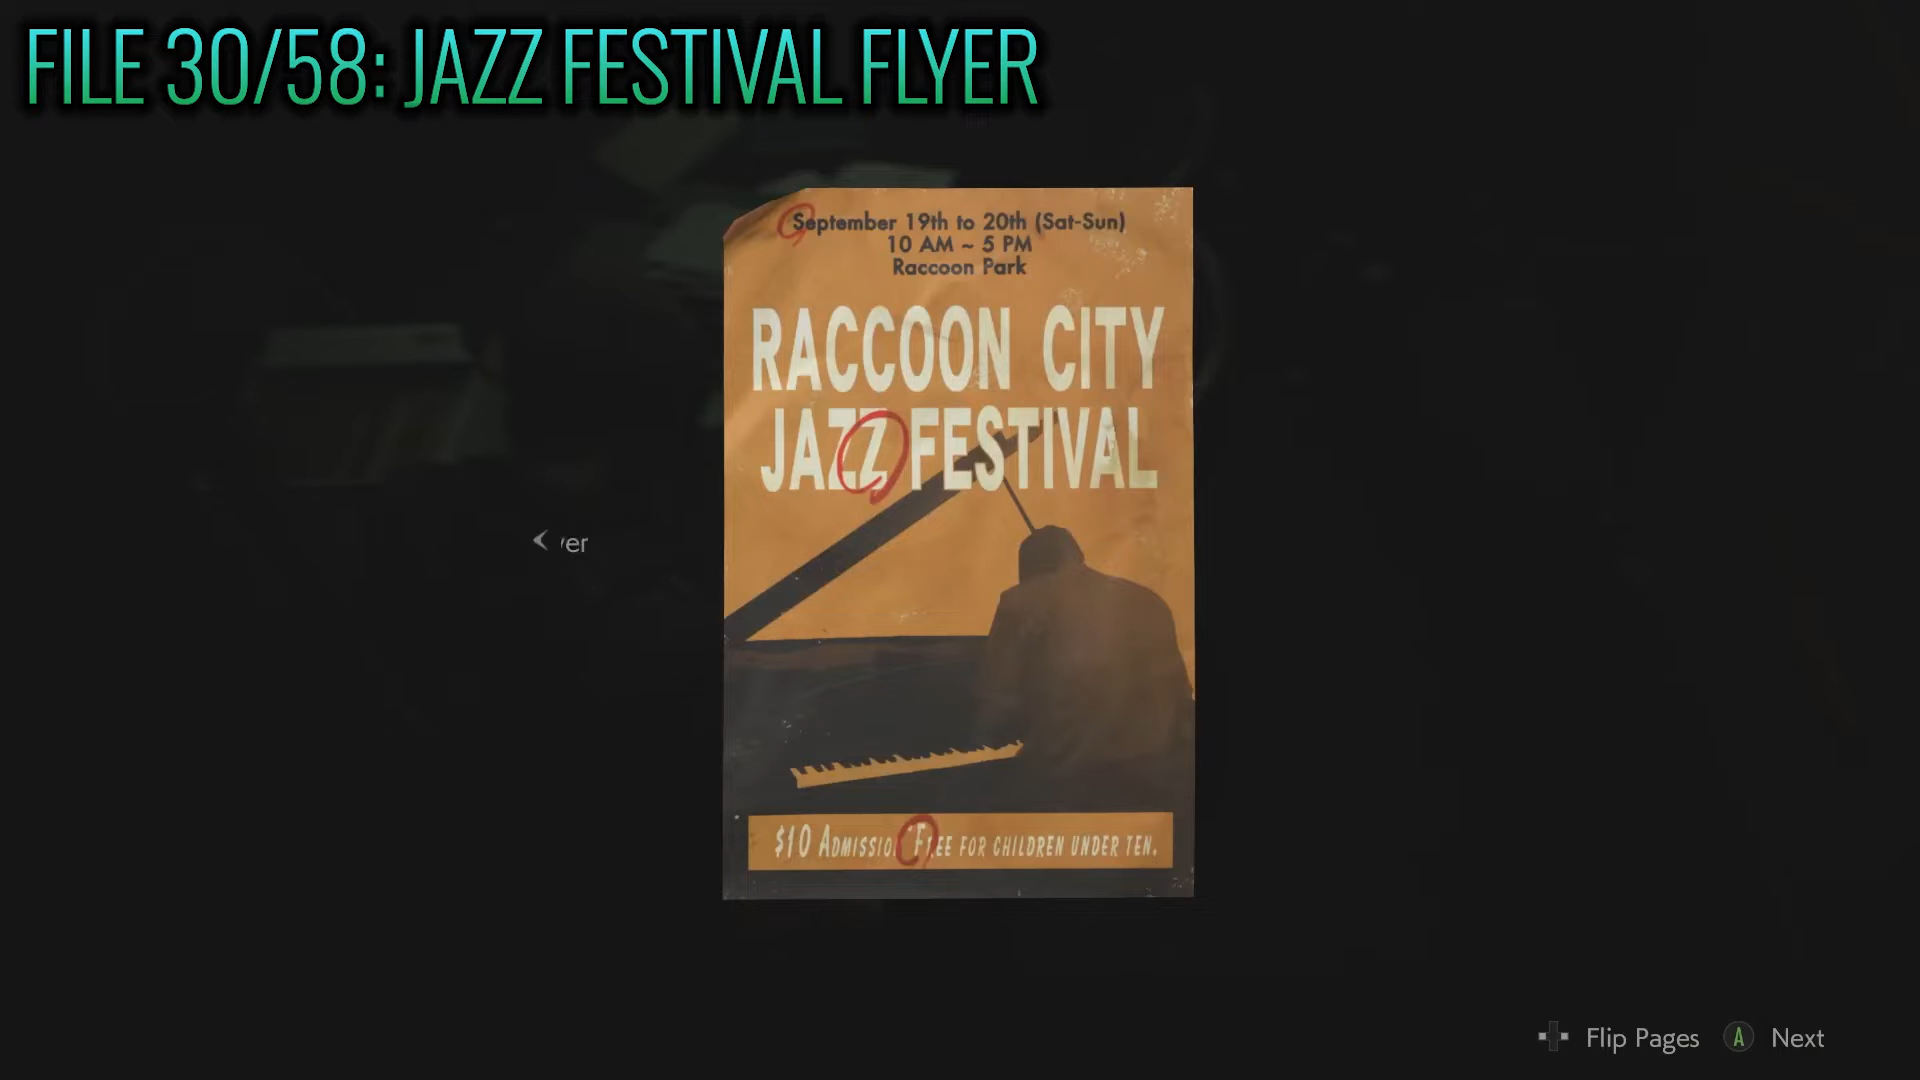 FILE 30/58: JAZZ FESTIVAL FLYER
September 19th to 20th (Sat-Sun)
10 AM ~ 5 PM
Raccoon Park
RACCOON CITY
JAZZ FESTIVAL
yer
$10 ADMISSION FREE FOR CHILDREN UNDER TEN.
Flip Pages A Next